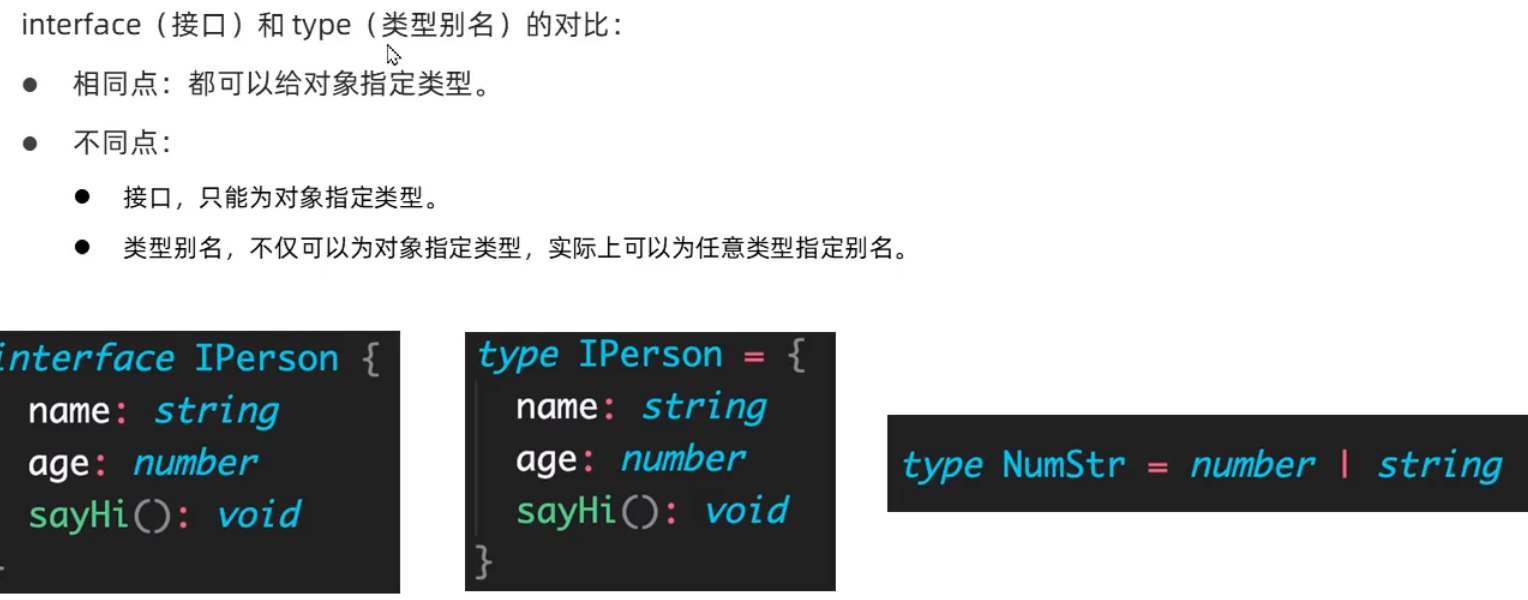 interface（接口）和 type（类型别名）的对比：
● 相同点：都可以给对象指定类型。
● 不同点：
● 接口，只能为对象指定类型。
● 类型别名，不仅可以为对象指定类型，实际上可以为任意类型指定别名。
interface IPerson {
name: string
age: number
sayHi(): void
}
type IPerson = {
name: string
age: number
sayHi(): void
}
type NumStr = number | string